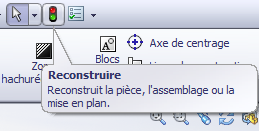 Blocs
Axe de centrage
Zon
hachuré
Reconstruire
Reconstruit la pièce, l'assemblage ou la
mise en plan.